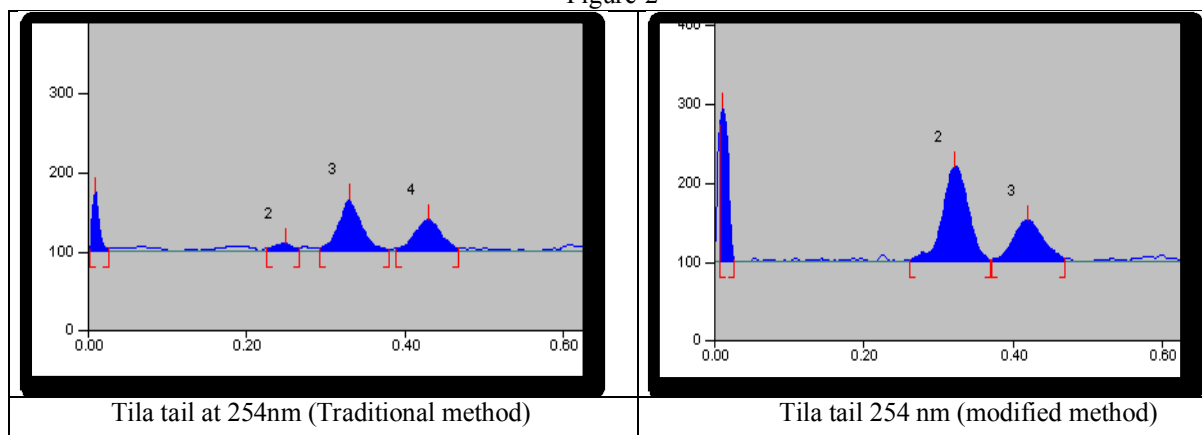 Figure 2
300
200
100
0
0.00 0.20 0.40 0.60
2
3
4
400
300
200
100
0
0.00 0.20 0.40 0.60
2
3
Tila tail at 254nm (Traditional method)
Tila tail 254 nm (modified method)